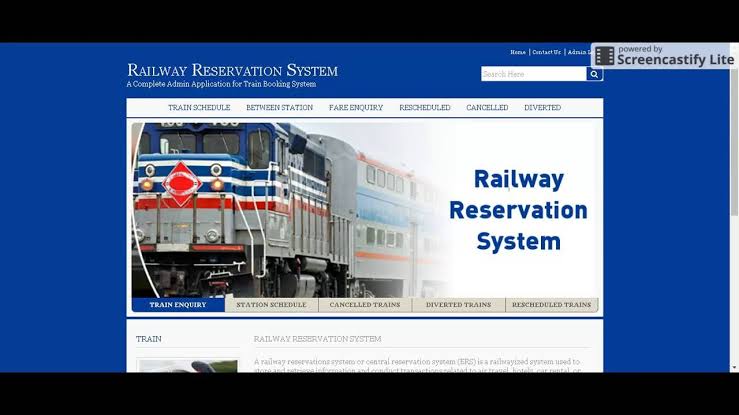 Home | Contact Us | Admin
powered by
Screencastify Lite
RAILWAY RESERVATION SYSTEM
A Complete Admin Application for Train Booking System
Search Here
TRAIN SCHEDULE BETWEEN STATION FARE ENQUIRY RESCHEDULED CANCELLED DIVERTED
Railway
Reservation
System
TRAIN ENQUIRY STATION SCHEDULE CANCELLED TRAINS DIVERTED TRAINS RESCHEDULED TRAINS
TRAIN
RAILWAY RESERVATION SYSTEM
A railway reservations system or central reservation system (ERS) is a railwayized system used to
store and retrieve information and conduct transactions related to air travel, hotels, car rental, or